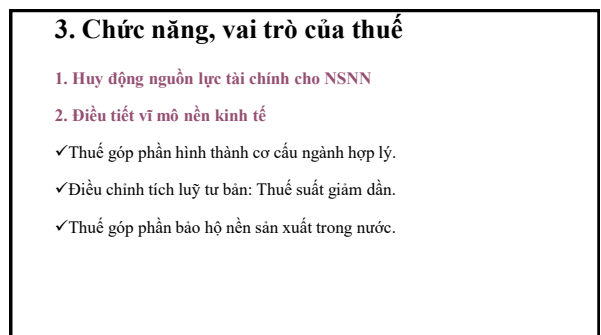 3. Chức năng, vai trò của thuế
1. Huy động nguồn lực tài chính cho NSNN
2. Điều tiết vĩ mô nền kinh tế
✓Thuế góp phần hình thành cơ cấu ngành hợp lý.
✓Điều chỉnh tích luỹ tư bản: Thuế suất giảm dần.
✓Thuế góp phần bảo hộ nền sản xuất trong nước.